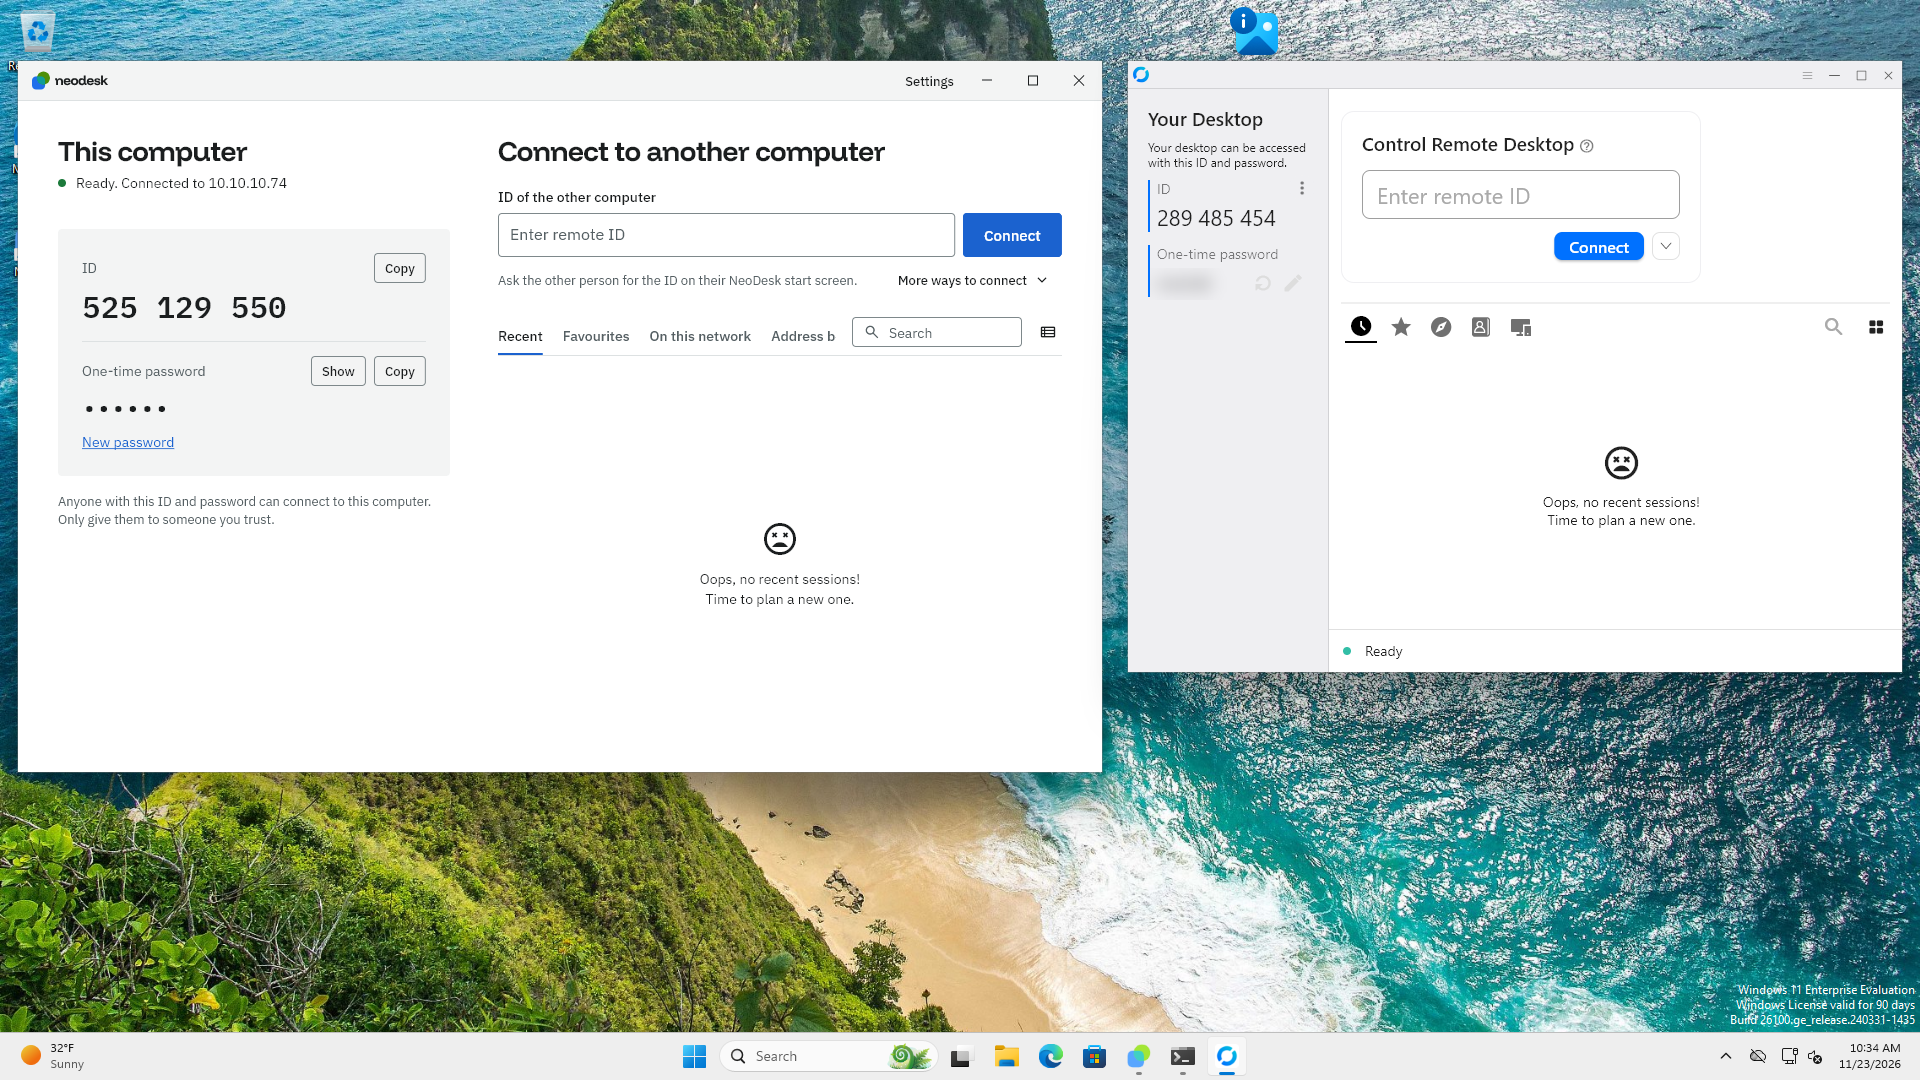 neodesk
Settings
This computer
Ready. Connected to 10.10.10.74
ID
Copy
525 129 550
One-time password
Show
Copy
New password
Anyone with this ID and password can connect to this computer.
Only give them to someone you trust.
Connect to another computer
ID of the other computer
Enter remote ID
Connect
Ask the other person for the ID on their NeoDesk start screen.
More ways to connect
Recent
Favourites
On this network
Address b
Search
Oops, no recent sessions!
Time to plan a new one.
Your Desktop
Your desktop can be accessed
with this ID and password.
ID
289 485 454
One-time password
Control Remote Desktop
Enter remote ID
Connect
Oops, no recent sessions!
Time to plan a new one.
Ready
Windows 11 Enterprise Evaluation
Windows License valid for 90 days
Build 26100.ge_release.240331-1435
32°F
Sunny
Search
10:34 AM
11/23/2026